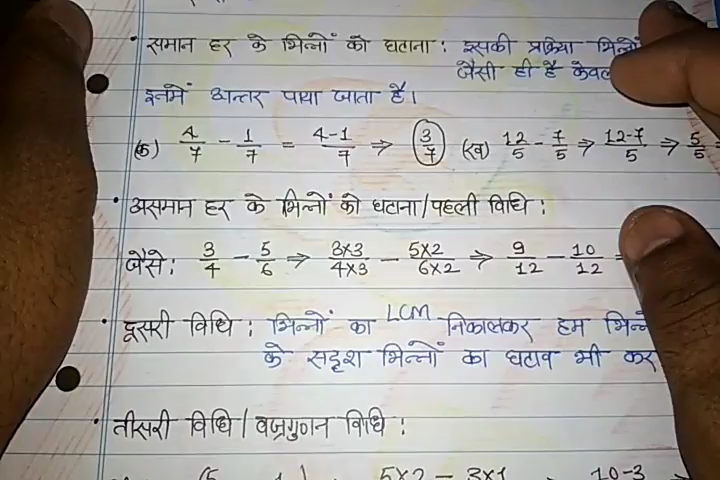 • समान हर के भिन्नों को घटाना : इसकी प्रक्रिया
जैसी ही है केवल
इनमें अन्तर पाया जाता है।
(क) 4/7 - 1/7 = 4-1/7 ⇒ 3/7 (ख) 12/5 - 7/5 ⇒ 12-7/5 ⇒ 5/5 =
• असमान हर के भिन्नों को घटाना/पहली विधि :
जैसे: 3/4 - 5/6 ⇒ 3×3/4×3 - 5×2/6×2 ⇒ 9/12 - 10/12
• दूसरी विधि : भिन्नों का LCM निकालकर हम
के सदृश भिन्नों का घटाव भी कर
• तीसरी विधि/वज्रगुणन विधि :
5×2 - 3×1 10-3